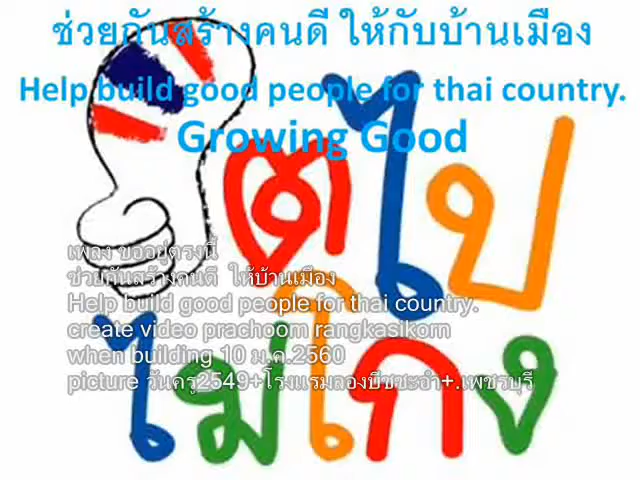 ช่วยกันสร้างคนดี ให้กับบ้านเมือง
Help build good people for thai country.
Growing Good
โตไป
ไม่โกง
เพลง ขออยู่ตรงนี้
ช่วยกันสร้างคนดี ให้บ้านเมือง
Help build good people for thai country.
create video prachoom rangkasikorn
when building 10 ม.ค.2560
picture วันครู2549+โรงแรมลองบีชชะอำ+.เพชรบุรี